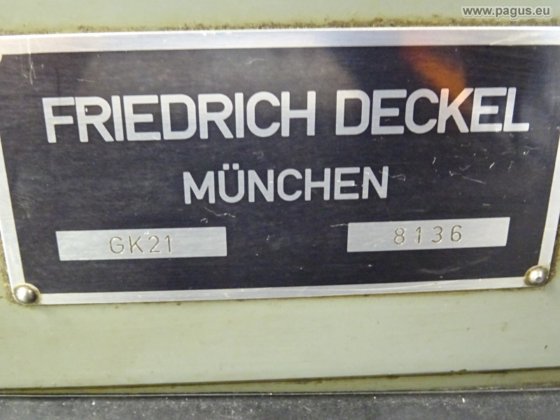 www.pagus.eu
FRIEDRICH DECKEL
MÜNCHEN
GK21 8136